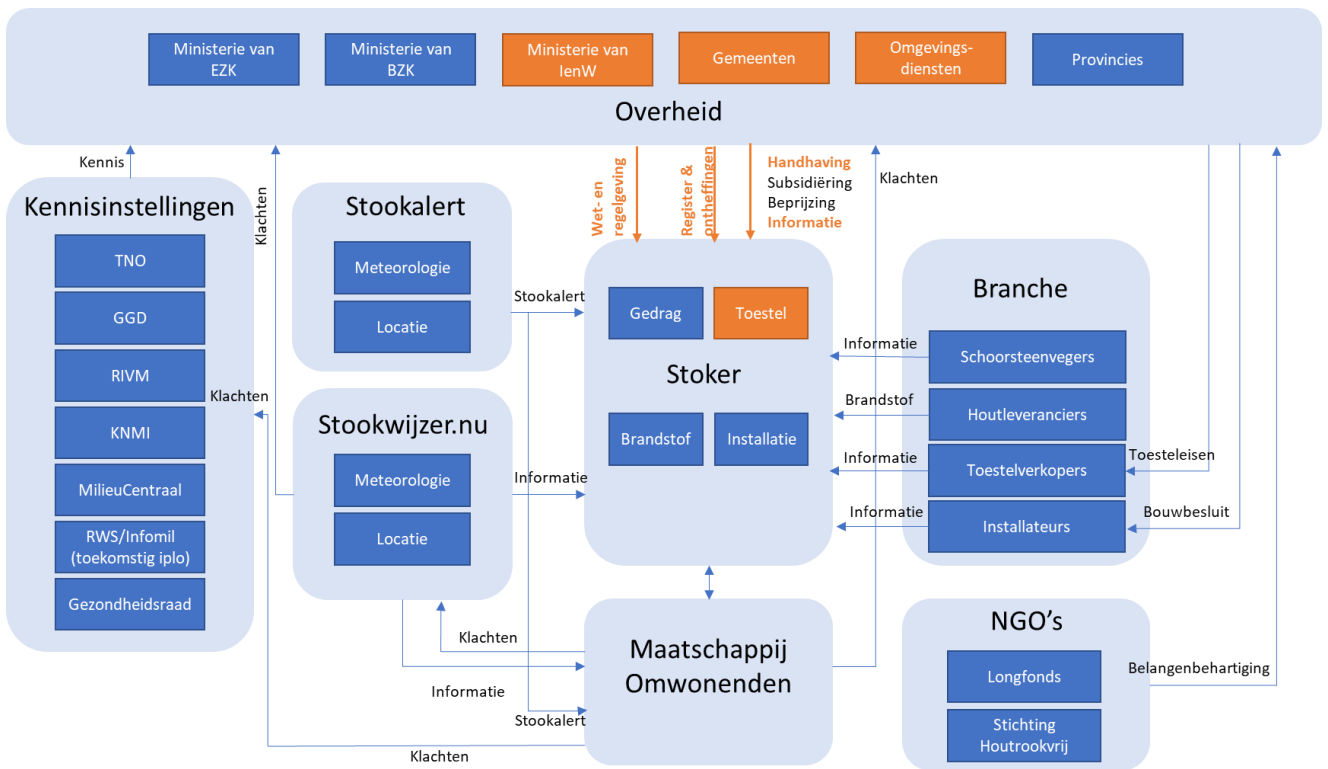 Ministerie van
EZK
Ministerie van
BZK
Ministerie van
IenW
Gemeenten
Omgevings-
diensten
Provincies
Overheid
Kennis
Klachten
Wet- en
regelgeving
Register &
ontheffingen
Handhaving
Subsidiëring
Beprijzing
Informatie
Klachten
Kennisinstellingen
TNO
GGD
RIVM
KNMI
MilieuCentraal
RWS/Infomil
(toekomstig iplo)
Gezondheidsraad
Stookalert
Meteorologie
Locatie
Stookalert
Klachten
Stookwijzer.nu
Meteorologie
Locatie
Informatie
Gedrag
Toestel
Stoker
Brandstof
Installatie
Branche
Informatie
Schoorsteenvegers
Brandstof
Houtleveranciers
Informatie
Toestelverkopers
Toesteleisen
Informatie
Installateurs
Bouwbesluit
Klachten
Informatie
Stookalert
Klachten
Maatschappij
Omwonenden
NGO’s
Longfonds
Stichting
Houtrookvrij
Belangenbehartiging